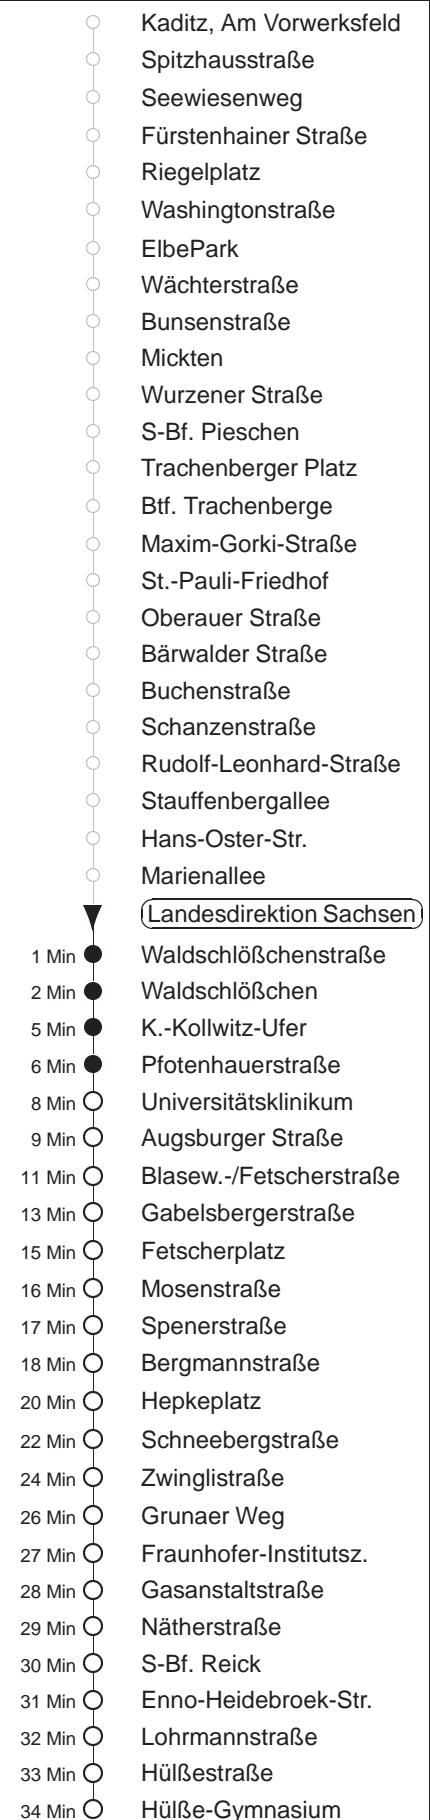 Kaditz, Am Vorwerksfeld
Spitzhausstraße
Seewiesenweg
Fürstenhainer Straße
Riegelplatz
Washingtonstraße
ElbePark
Wächterstraße
Bunsenstraße
Mickten
Wurzener Straße
S-Bf. Pieschen
Trachenberger Platz
Btf. Trachenberge
Maxim-Gorki-Straße
St.-Pauli-Friedhof
Oberauer Straße
Bärwalder Straße
Buchenstraße
Schanzenstraße
Rudolf-Leonhard-Straße
Stauffenbergallee
Hans-Oster-Str.
Marienallee
Landesdirektion Sachsen
1 Min Waldschlößchenstraße
2 Min Waldschlößchen
5 Min K.-Kollwitz-Ufer
6 Min Pfotenhauerstraße
8 Min Universitätsklinikum
9 Min Augsburger Straße
11 Min Blasew.-/Fetscherstraße
13 Min Gabelsbergerstraße
15 Min Fetscherplatz
16 Min Mosenstraße
17 Min Spenerstraße
18 Min Bergmannstraße
20 Min Hepkeplatz
22 Min Schneebergstraße
24 Min Zwinglistraße
26 Min Grunaer Weg
27 Min Fraunhofer-Institutsz.
28 Min Gasanstaltstraße
29 Min Nätherstraße
30 Min S-Bf. Reick
31 Min Enno-Heidebroek-Str.
32 Min Lohrmannstraße
33 Min Hülßestraße
34 Min Hülße-Gymnasium